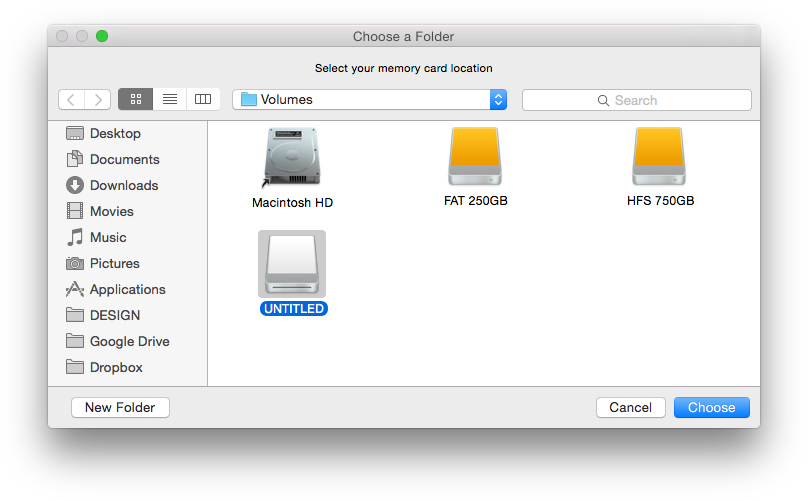 Choose a Folder
Select your memory card location
Volumes
Search
Desktop
Documents
Downloads
Movies
Music
Pictures
Applications
DESIGN
Google Drive
Dropbox
Macintosh HD
FAT 250GB
HFS 750GB
UNTITLED
New Folder
Cancel
Choose